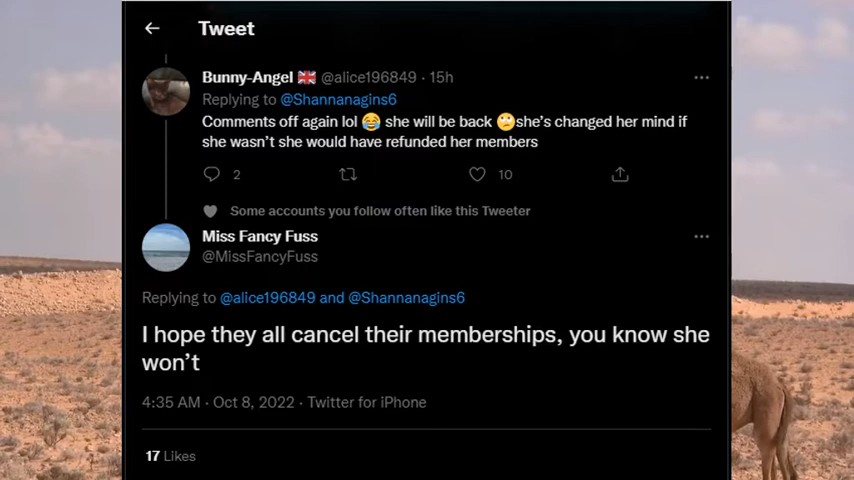 Tweet
Bunny-Angel 🇬🇧 @alice196849 · 15h
Replying to @Shannanagins6
Comments off again lol 😂 she will be back 🙄she's changed her mind if
she wasn't she would have refunded her members
2 10
Some accounts you follow often like this Tweeter
Miss Fancy Fuss
@MissFancyFuss
Replying to @alice196849 and @Shannanagins6
I hope they all cancel their memberships, you know she
won't
4:35 AM · Oct 8, 2022 · Twitter for iPhone
17 Likes